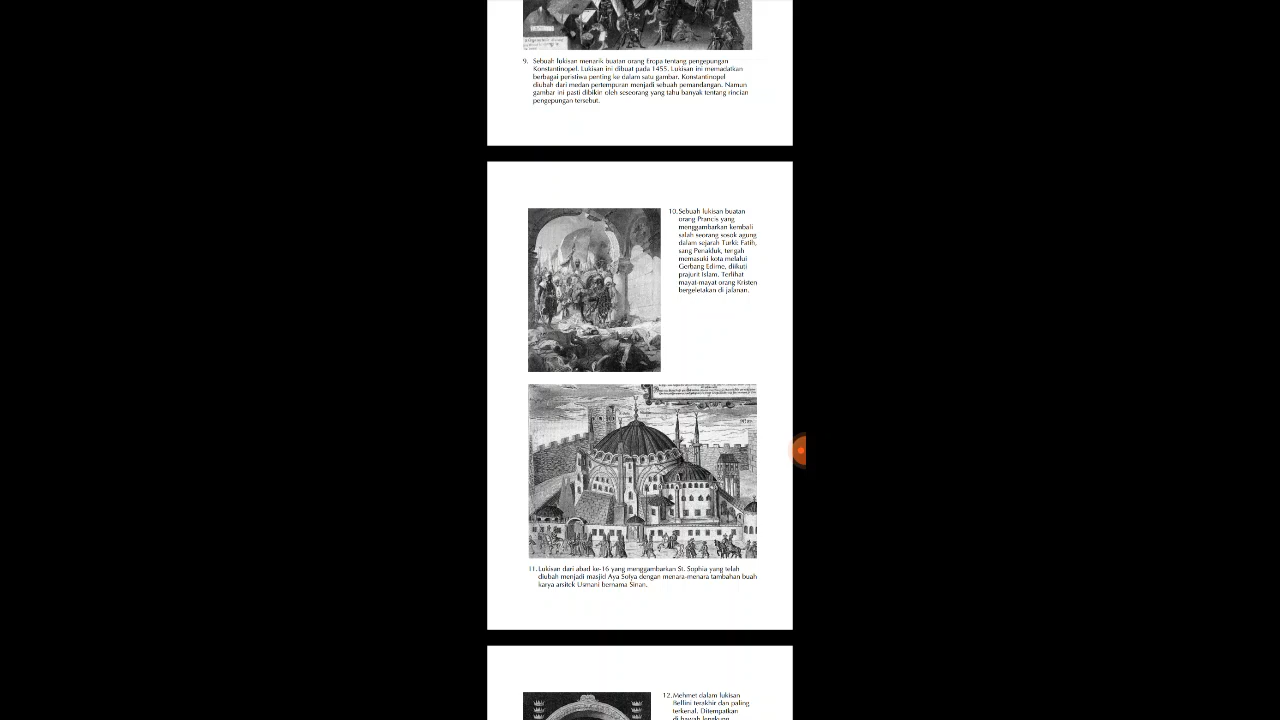 9. Sebuah lukisan menarik buatan orang Eropa tentang pengepungan
Konstantinopel. Lukisan ini dibuat pada 1455. Lukisan ini memadatkan
berbagai peristiwa penting ke dalam satu gambar. Konstantinopel
diubah dari medan pertempuran menjadi sebuah pemandangan. Namun
gambar ini pasti dibikin oleh seseorang yang tahu banyak tentang rincian
pengepungan tersebut.
10. Sebuah lukisan buatan
orang Prancis yang
menggambarkan kembali
salah seorang sosok agung
dalam sejarah Turki: Fatih,
sang Penakluk, tengah
memasuki kota melalui
Gerbang Edirne, diikuti
prajurit Islam. Terlihat
mayat-mayat orang Kristen
bergeletakan di jalanan.
11. Lukisan dari abad ke-16 yang menggambarkan St. Sophia yang telah
diubah menjadi masjid Aya Sofya dengan menara-menara tambahan buah
karya arsitek Usmani bernama Sinan.
12. Mehmet dalam lukisan
Bellini terakhir dan paling
terkenal. Ditempatkan
di bawah lengkung